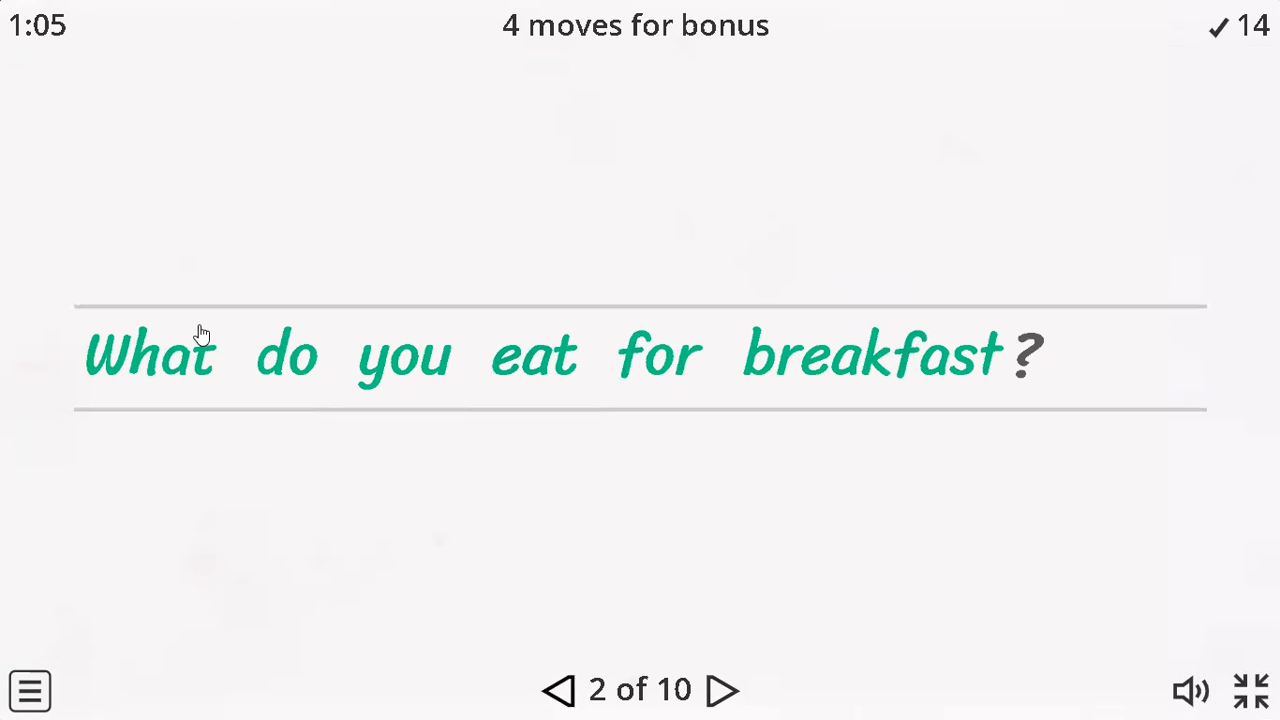 1:05 4 moves for bonus ✓ 14
What do you eat for breakfast?
2 of 10